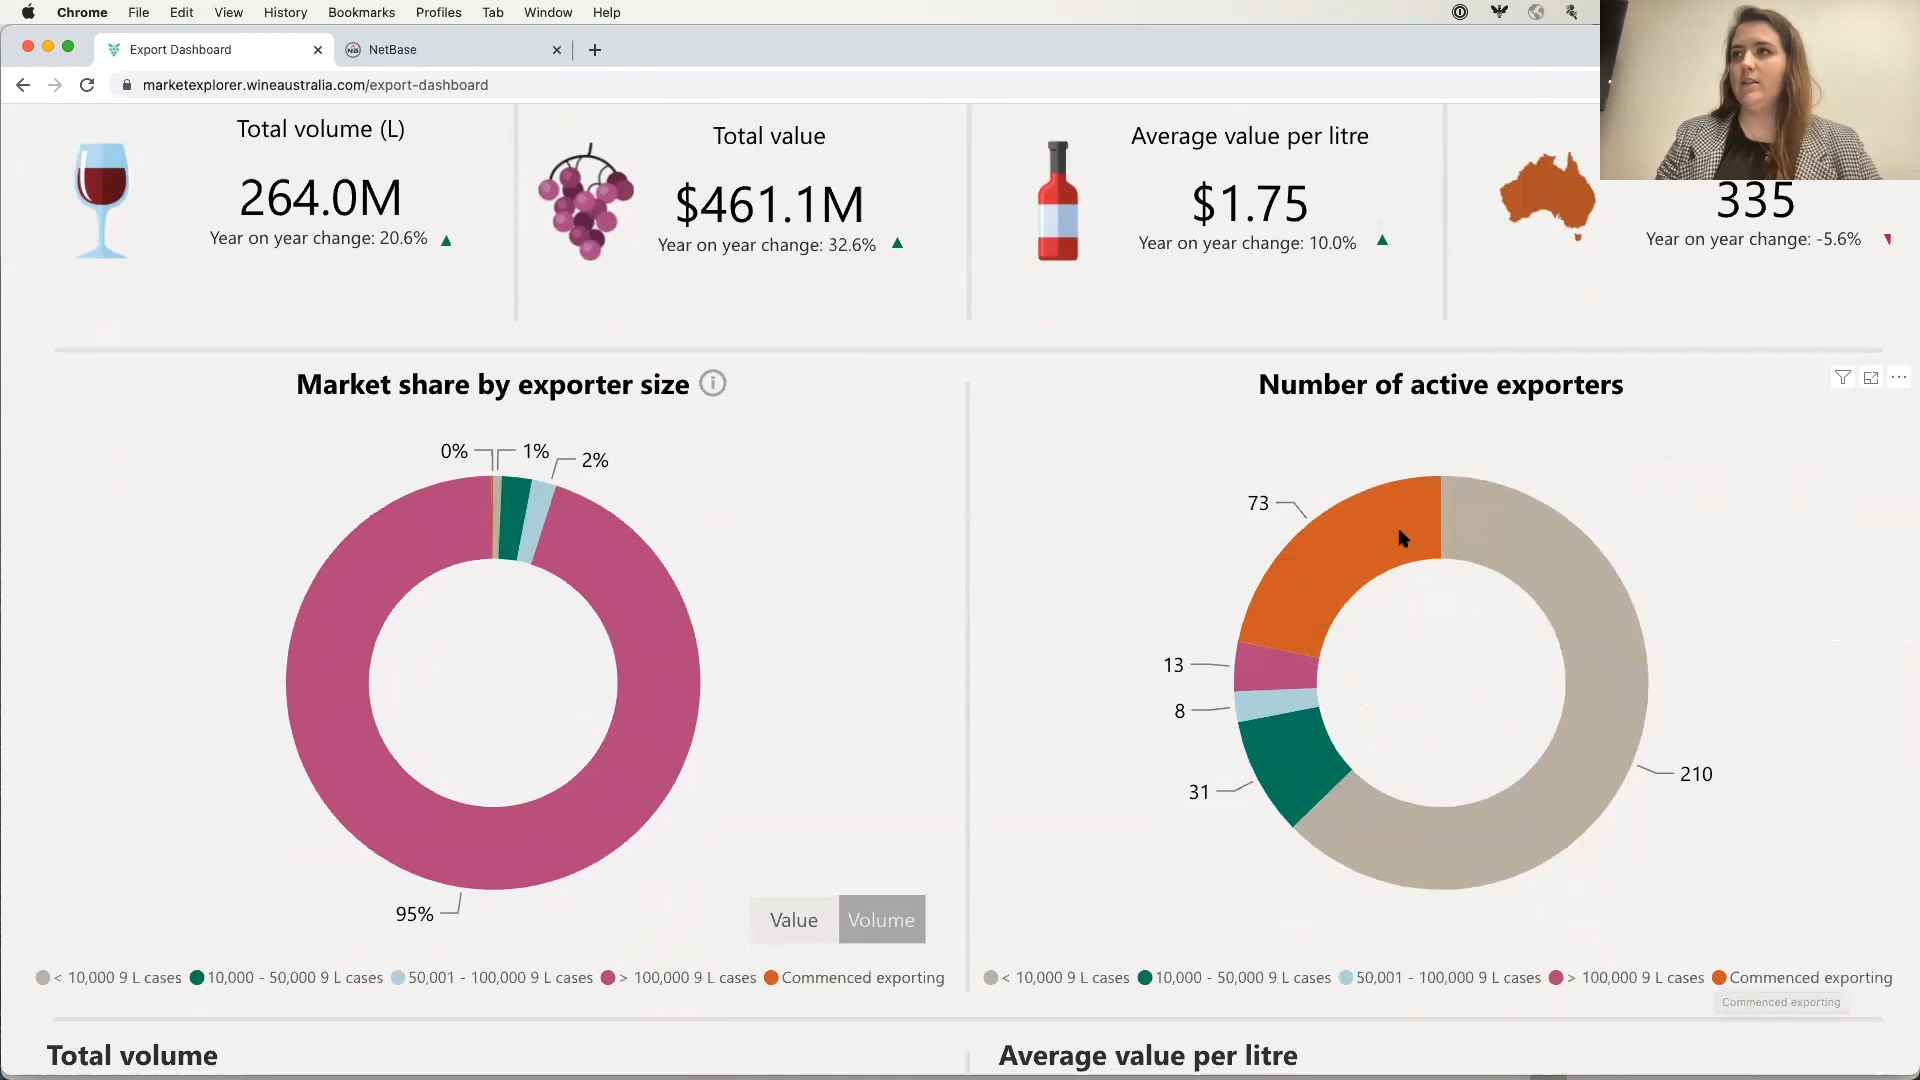 Chrome File Edit View History Bookmarks Profiles Tab Window Help
Export Dashboard NetBase
marketexplorer.wineaustralia.com/export-dashboard
Total volume (L)
264.0M
Year on year change: 20.6%
Total value
$461.1M
Year on year change: 32.6%
Average value per litre
$1.75
Year on year change: 10.0%
335
Year on year change: -5.6%
Market share by exporter size
0% 1% 2%
95%
Value Volume
< 10,000 9 L cases 10,000 - 50,000 9 L cases 50,001 - 100,000 9 L cases > 100,000 9 L cases Commenced exporting
Number of active exporters
73
13
8
31
210
< 10,000 9 L cases 10,000 - 50,000 9 L cases 50,001 - 100,000 9 L cases > 100,000 9 L cases Commenced exporting
Commenced exporting
Total volume
Average value per litre